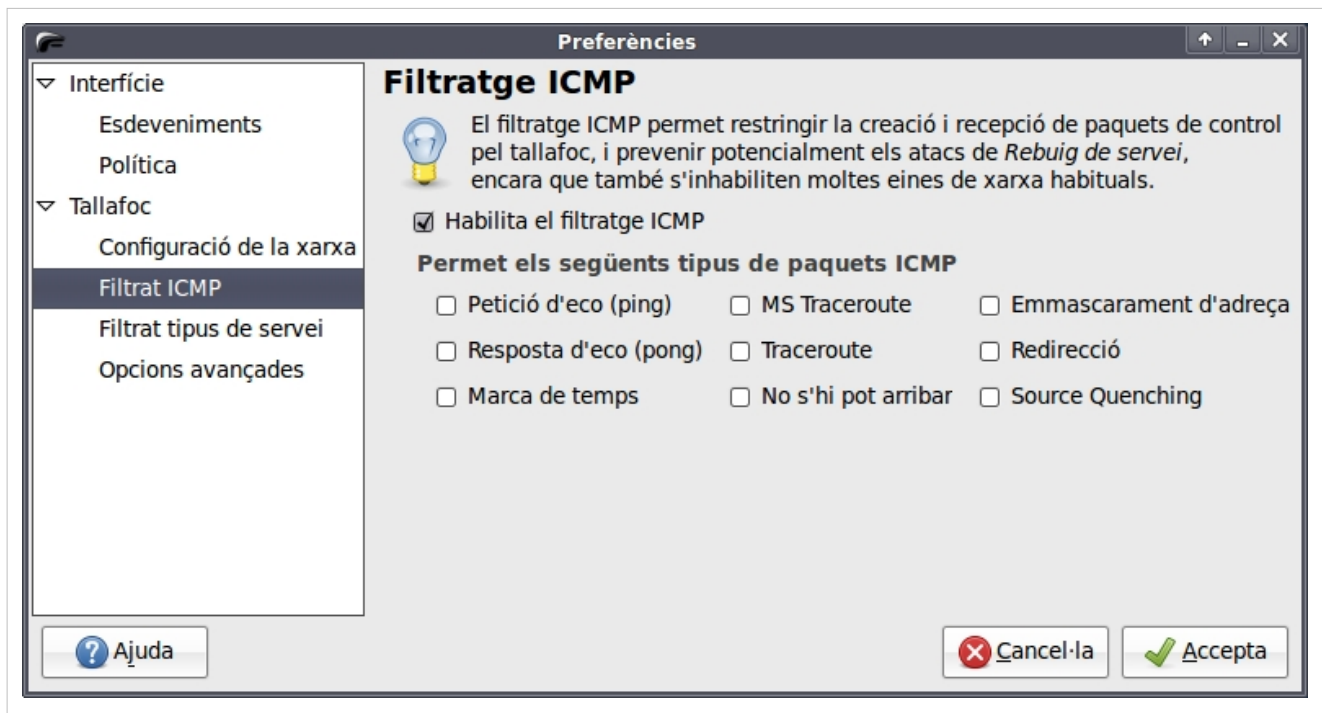 Preferències
Interfície
Esdeveniments
Política
Tallafoc
Configuració de la xarxa
Filtrat ICMP
Filtrat tipus de servei
Opcions avançades
Filtratge ICMP
El filtratge ICMP permet restringir la creació i recepció de paquets de control
pel tallafoc, i prevenir potencialment els atacs de Rebuig de servei,
encara que també s'inhabiliten moltes eines de xarxa habituals.
Habilita el filtratge ICMP
Permet els següents tipus de paquets ICMP
Petició d'eco (ping) MS Traceroute Emmascarament d'adreça
Resposta d'eco (pong) Traceroute Redirecció
Marca de temps No s'hi pot arribar Source Quenching
Ajuda Cancel·la Accepta